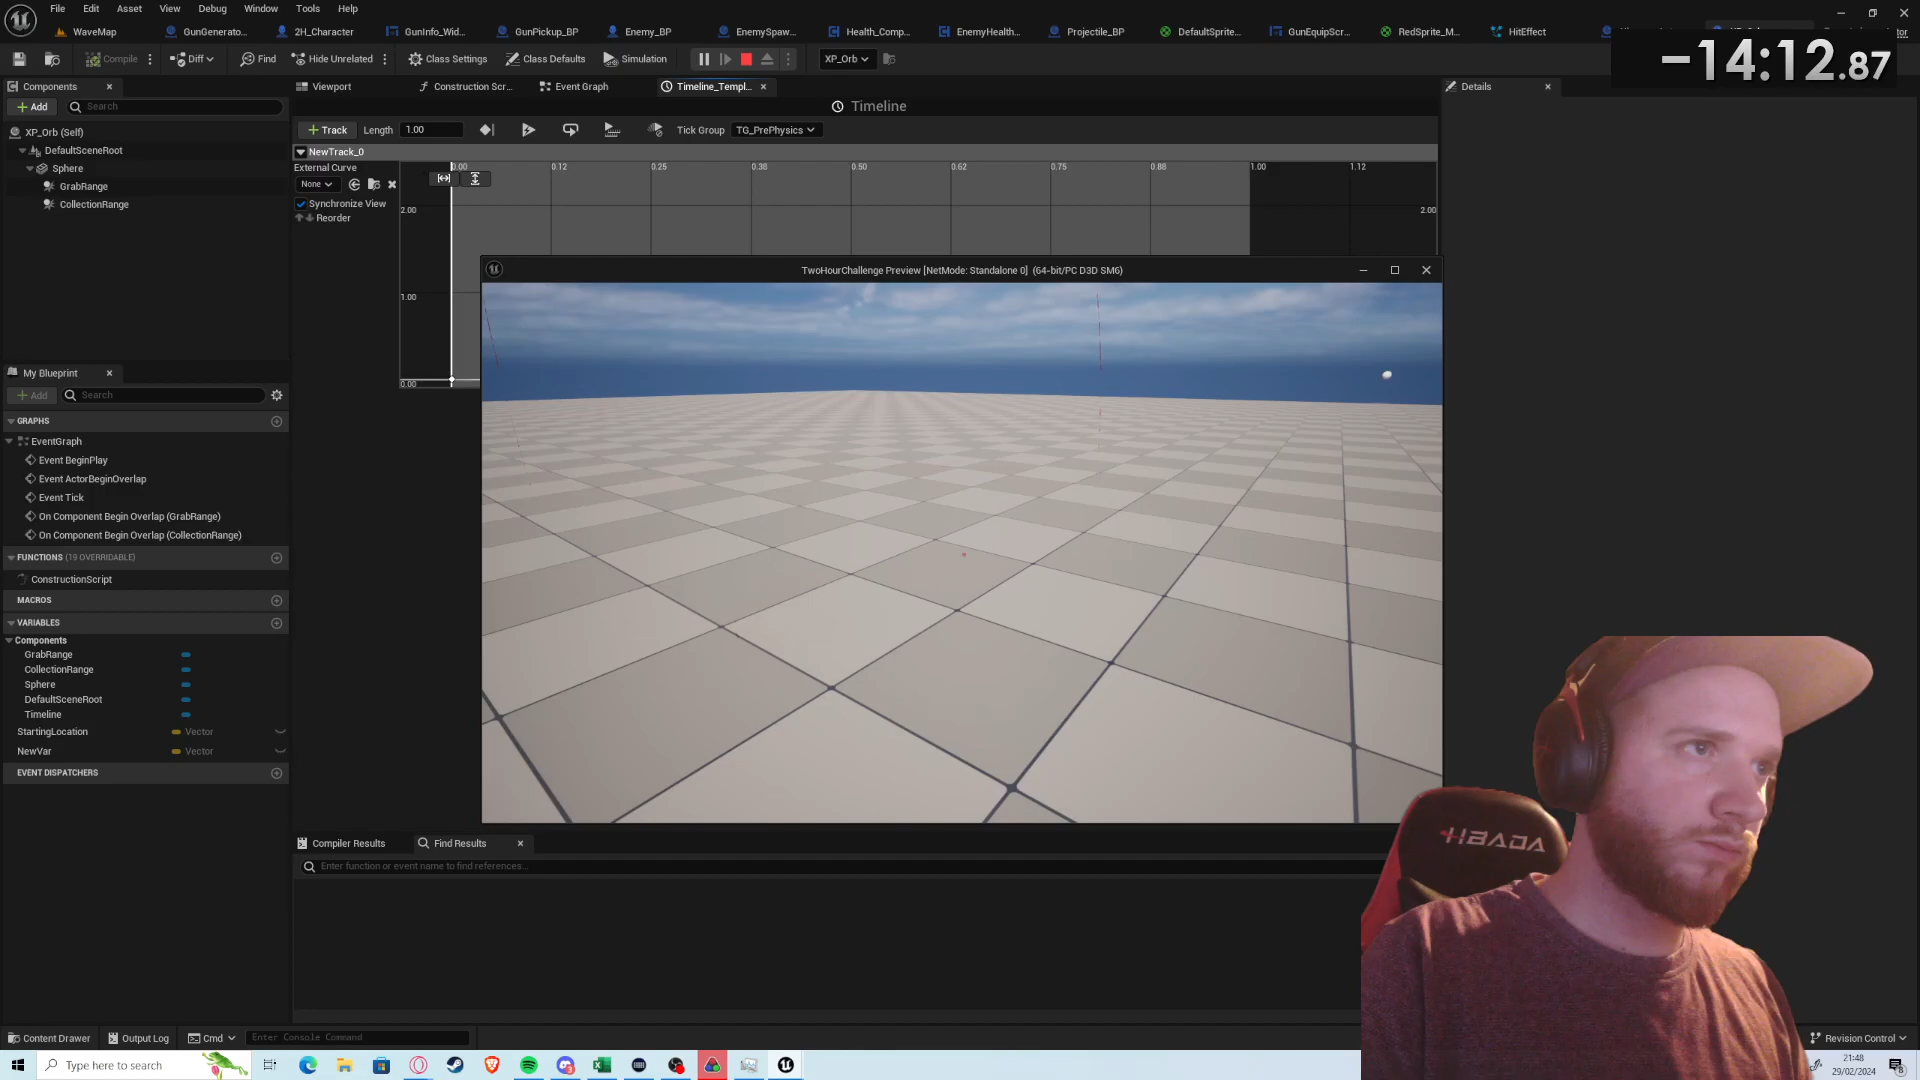 File Edit Asset View Debug Window Tools Help
WaveMap GunGenerato... 2H_Character GunInfo_Wid... GunPickup_BP Enemy_BP EnemySpaw... Health_Comp... EnemyHealth... Projectile_BP DefaultSprite... GunEquipScr... RedSprite_M... HitEffect
-14:12.87
Compile Diff Find Hide Unrelated Class Settings Class Defaults Simulation XP_Orb
Components Viewport Construction Scr... Event Graph Timeline_Templ... Details
Add Search Timeline
XP_Orb (Self) Track Length 1.00 Tick Group TG_PrePhysics
DefaultSceneRoot NewTrack_0
Sphere External Curve 0.00 0.12 0.25 0.38 0.50 0.62 0.75 0.88 1.00 1.12
GrabRange None
CollectionRange Synchronize View
Reorder
2.00 2.00
1.00
0.00
TwoHourChallenge Preview [NetMode: Standalone 0] (64-bit/PC D3D SM6)
My Blueprint
Add Search
GRAPHS
EventGraph
Event BeginPlay
Event ActorBeginOverlap
Event Tick
On Component Begin Overlap (GrabRange)
On Component Begin Overlap (CollectionRange)
FUNCTIONS (19 OVERRIDABLE)
ConstructionScript
MACROS
VARIABLES
Components
GrabRange
CollectionRange
Sphere
DefaultSceneRoot
Timeline
StartingLocation Vector
NewVar Vector
EVENT DISPATCHERS
HBADA
Compiler Results Find Results
Enter function or event name to find references...
Content Drawer Output Log Cmd Enter Console Command Revision Control
Type here to search
21:48
29/02/2024